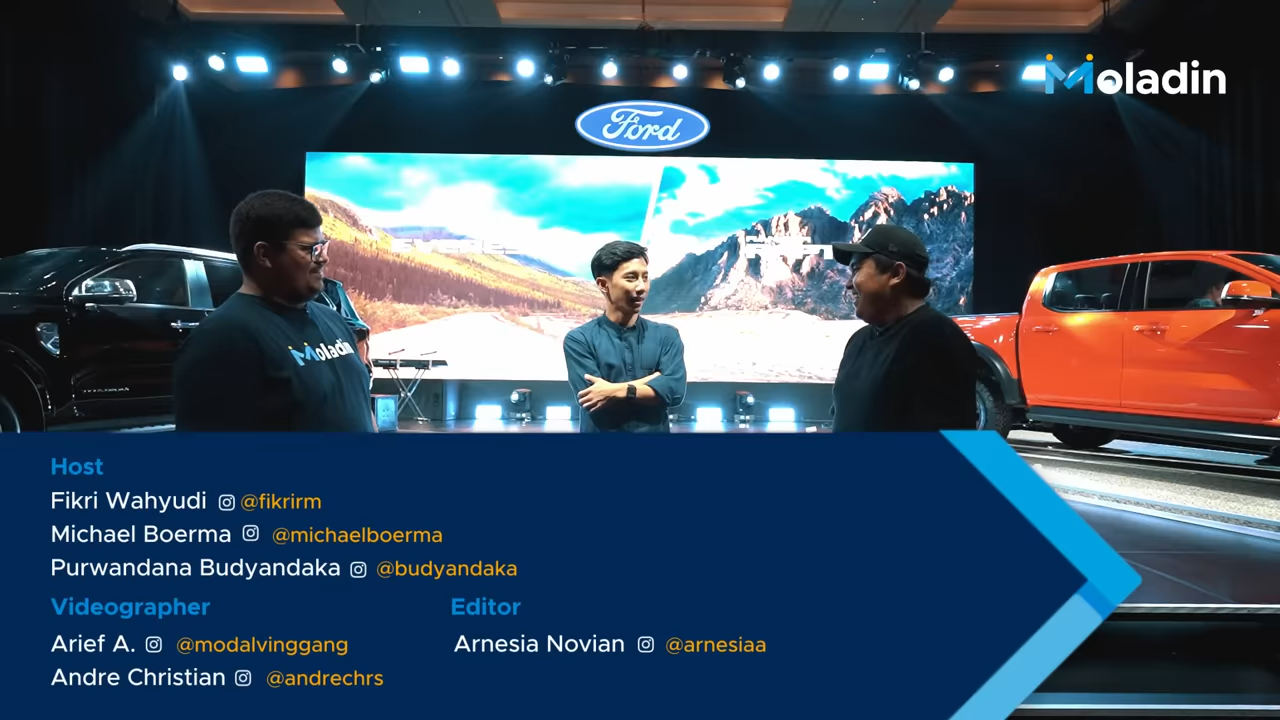 Moladin
Ford
Moladin
Host
Fikri Wahyudi @fikrirm
Michael Boerma @michaelboerma
Purwandana Budyandaka @budyandaka
Videographer
Editor
Arief A. @modalvinggang
Arnesia Novian @arnesiaa
Andre Christian @andrechrs